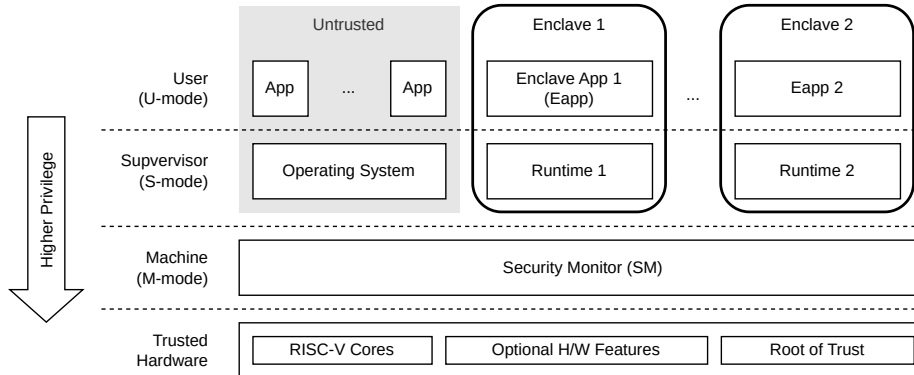 Untrusted
Enclave 1
Enclave 2
User
(U-mode)
App
...
App
Enclave App 1
(Eapp)
...
Eapp 2
Supvervisor
(S-mode)
Operating System
Runtime 1
Runtime 2
Higher Privilege
Machine
(M-mode)
Security Monitor (SM)
Trusted
Hardware
RISC-V Cores
Optional H/W Features
Root of Trust